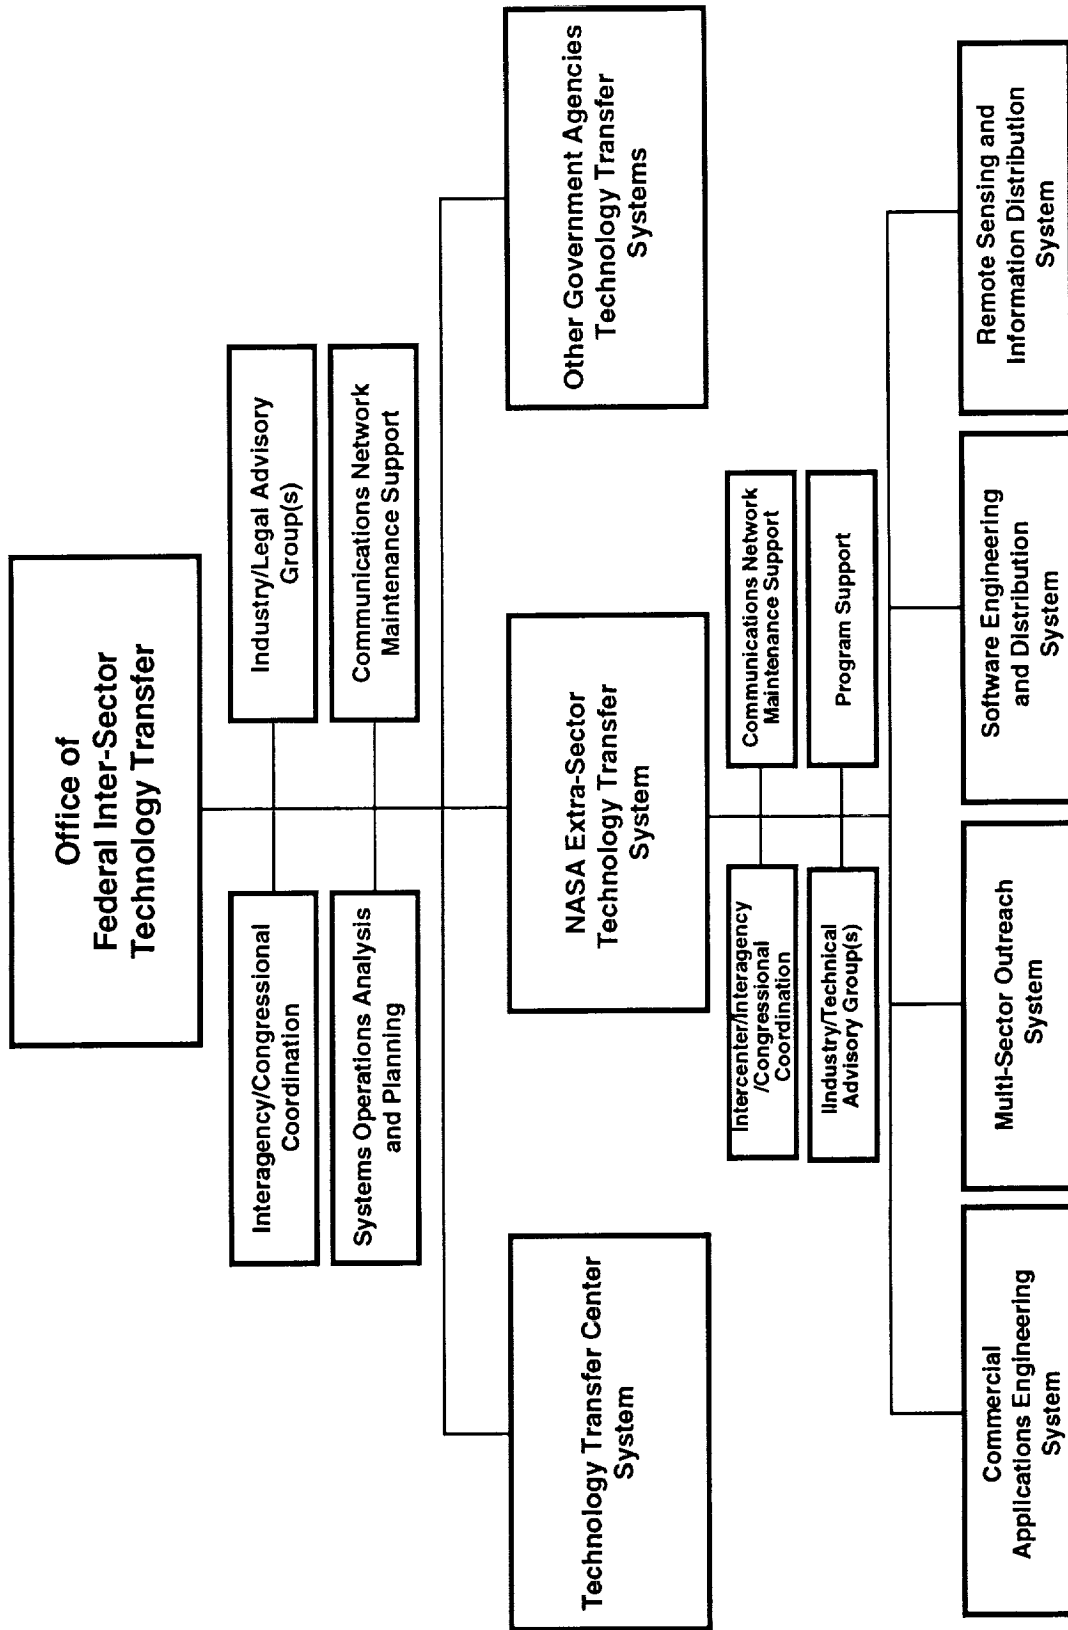 Office of
Federal Inter-Sector
Technology Transfer
Interagency/Congressional
Coordination
Industry/Legal Advisory
Group(s)
Systems Operations Analysis
and Planning
Communications Network
Maintenance Support
Technology Transfer Center
System
NASA Extra-Sector
Technology Transfer
System
Other Government Agencies
Technology Transfer
Systems
Intercenter/Interagency
/Congressional
Coordination
Communications Network
Maintenance Support
IIndustry/Technical
Advisory Group(s)
Program Support
Commercial
Applications Engineering
System
Multi-Sector Outreach
System
Software Engineering
and Distribution
System
Remote Sensing and
Information Distribution
System